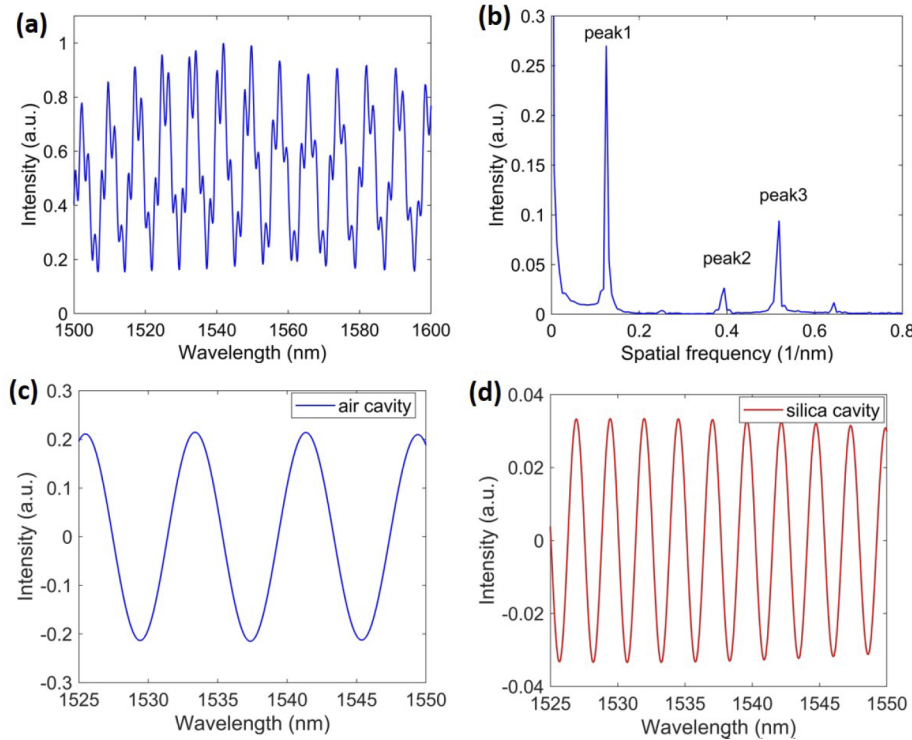 (a)
1
0.8
0.6
0.4
0.2
0
Intensity (a.u.)
1500 1520 1540 1560 1580 1600
Wavelength (nm)
(b)
0.3
0.25
0.2
0.15
0.1
0.05
0
Intensity (a.u.)
peak1
peak2
peak3
0 0.2 0.4 0.6 0.8
Spatial frequency (1/nm)
(c)
0.3
0.2
0.1
0
-0.1
-0.2
-0.3
Intensity (a.u.)
air cavity
1525 1530 1535 1540 1545 1550
Wavelength (nm)
(d)
0.04
0.02
0
-0.02
-0.04
Intensity (a.u.)
silica cavity
1525 1530 1535 1540 1545 1550
Wavelength (nm)